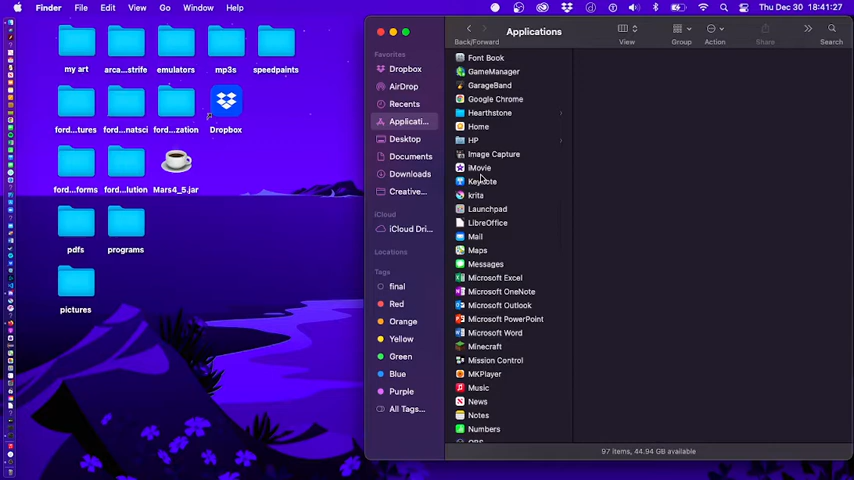 Finder File Edit View Go Window Help Thu Dec 30 18:41:27
my art
arca...strife
emulators
mp3s
speedpaints
ford...tures
ford...natsci
ford...zation
Dropbox
ford...forms
ford...lution
Mars4_5.jar
pdfs
programs
pictures
Favorites
Dropbox
AirDrop
Recents
Applicati...
Desktop
Documents
Downloads
Creative...
iCloud
iCloud Dri...
Locations
Tags
final
Red
Orange
Yellow
Green
Blue
Purple
All Tags...
Applications
Back/Forward View Group Action Share Search
Font Book
GameManager
GarageBand
Google Chrome
Hearthstone
Home
HP
Image Capture
iMovie
Keynote
krita
Launchpad
LibreOffice
Mail
Maps
Messages
Microsoft Excel
Microsoft OneNote
Microsoft Outlook
Microsoft PowerPoint
Microsoft Word
Minecraft
Mission Control
MKPlayer
Music
News
Notes
Numbers
OBS
97 items, 44.94 GB available